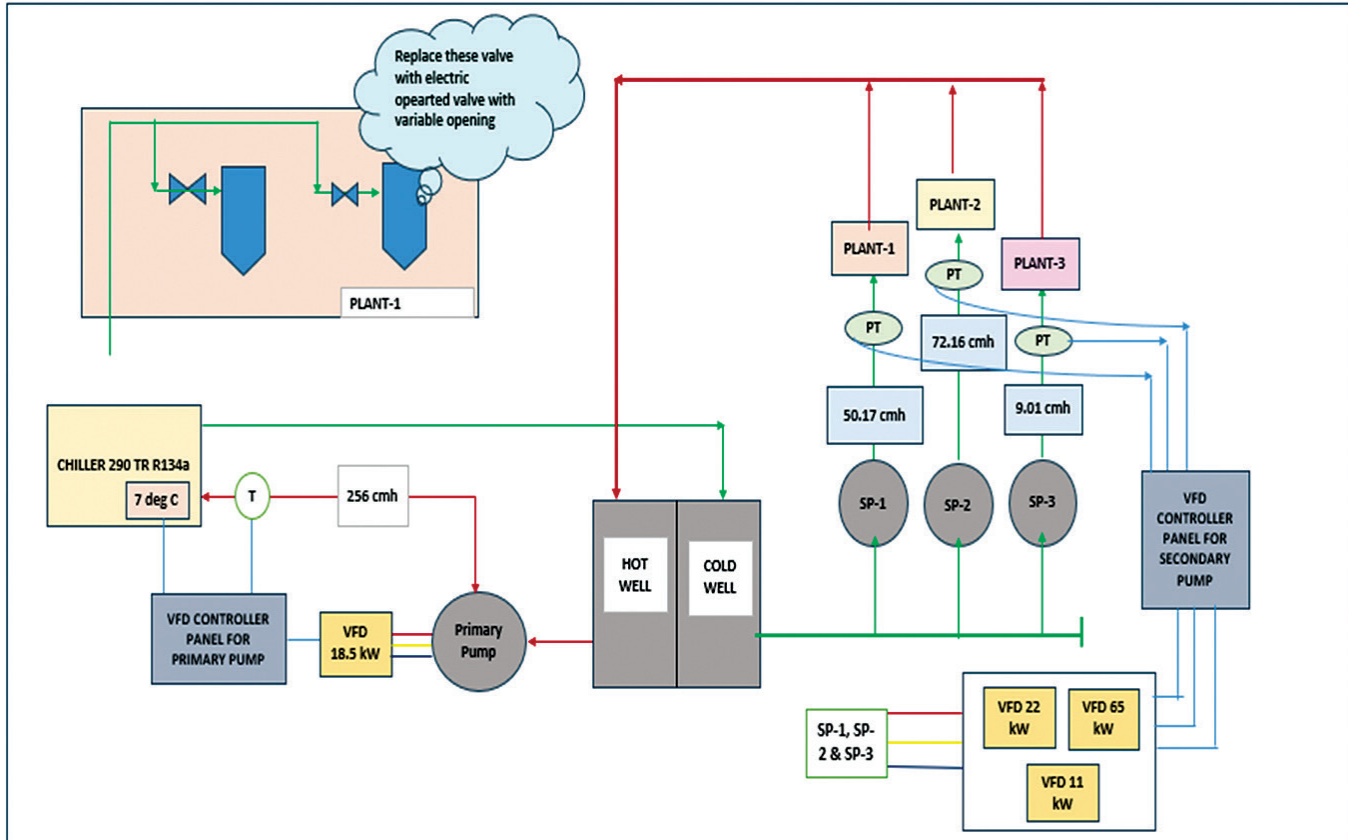 Replace these valve
with electric
opearted valve with
variable opening
PLANT-1
PLANT-2
PLANT-1
PLANT-3
PT
PT
PT
72.16 cmh
50.17 cmh
9.01 cmh
CHILLER 290 TR R134a
7 deg C
T
256 cmh
SP-1
SP-2
SP-3
VFD
CONTROLLER
PANEL FOR
SECONDARY
PUMP
HOT
WELL
COLD
WELL
VFD CONTROLLER
PANEL FOR
PRIMARY PUMP
VFD
18.5 kW
Primary
Pump
SP-1, SP-
2 & SP-3
VFD 22
kW
VFD 65
kW
VFD 11
kW